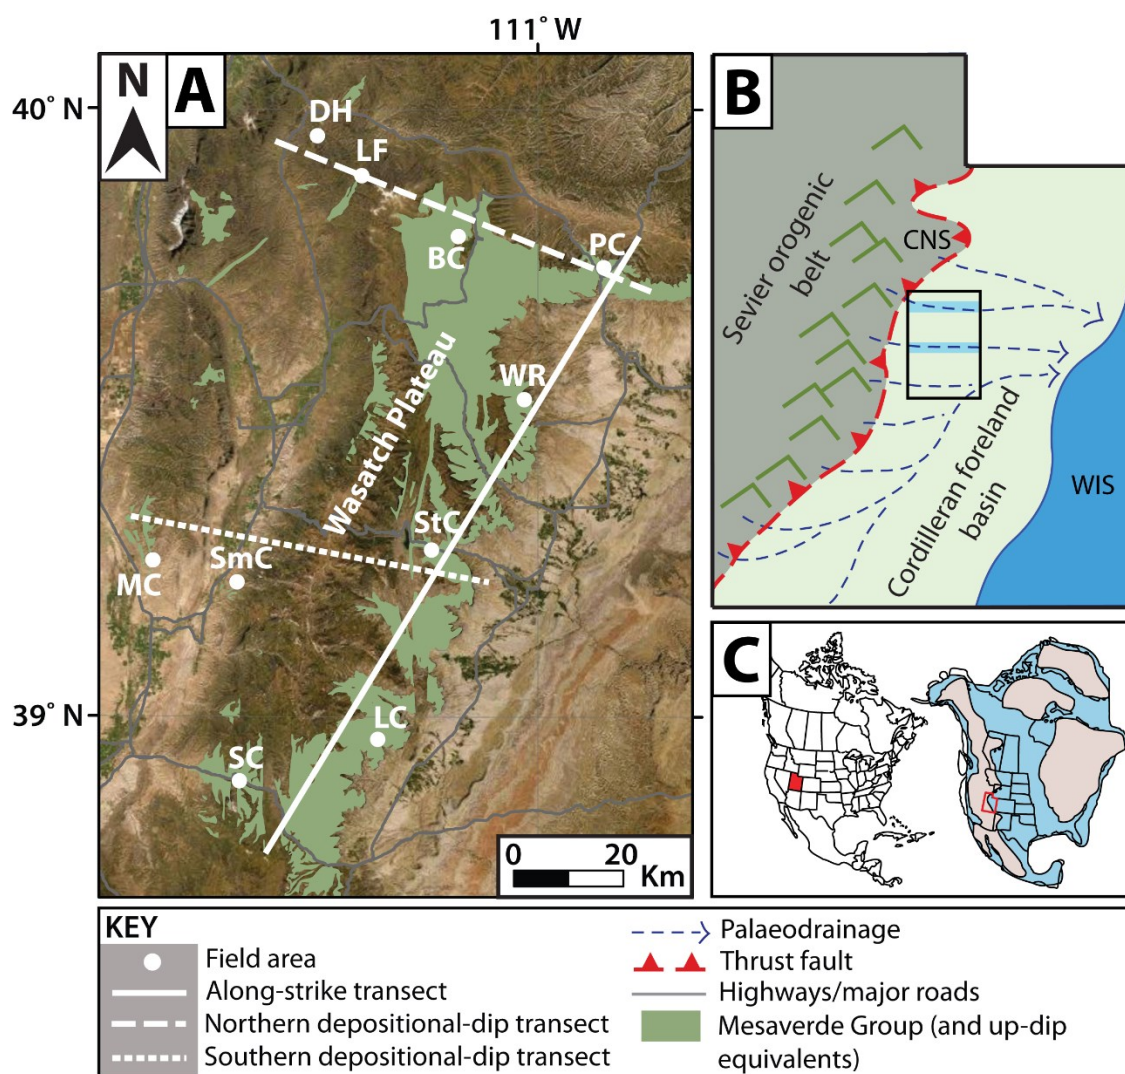 111° W
40° N
39° N
N
A
DH
LF
BC
PC
WR
Wasatch Plateau
StC
SmC
MC
LC
SC
0 20
Km
B
Sevier orogenic
belt
CNS
Cordilleran foreland
basin
WIS
C
KEY
Field area
Along-strike transect
Northern depositional-dip transect
Southern depositional-dip transect
Palaeodrainage
Thrust fault
Highways/major roads
Mesaverde Group (and up-dip
equivalents)